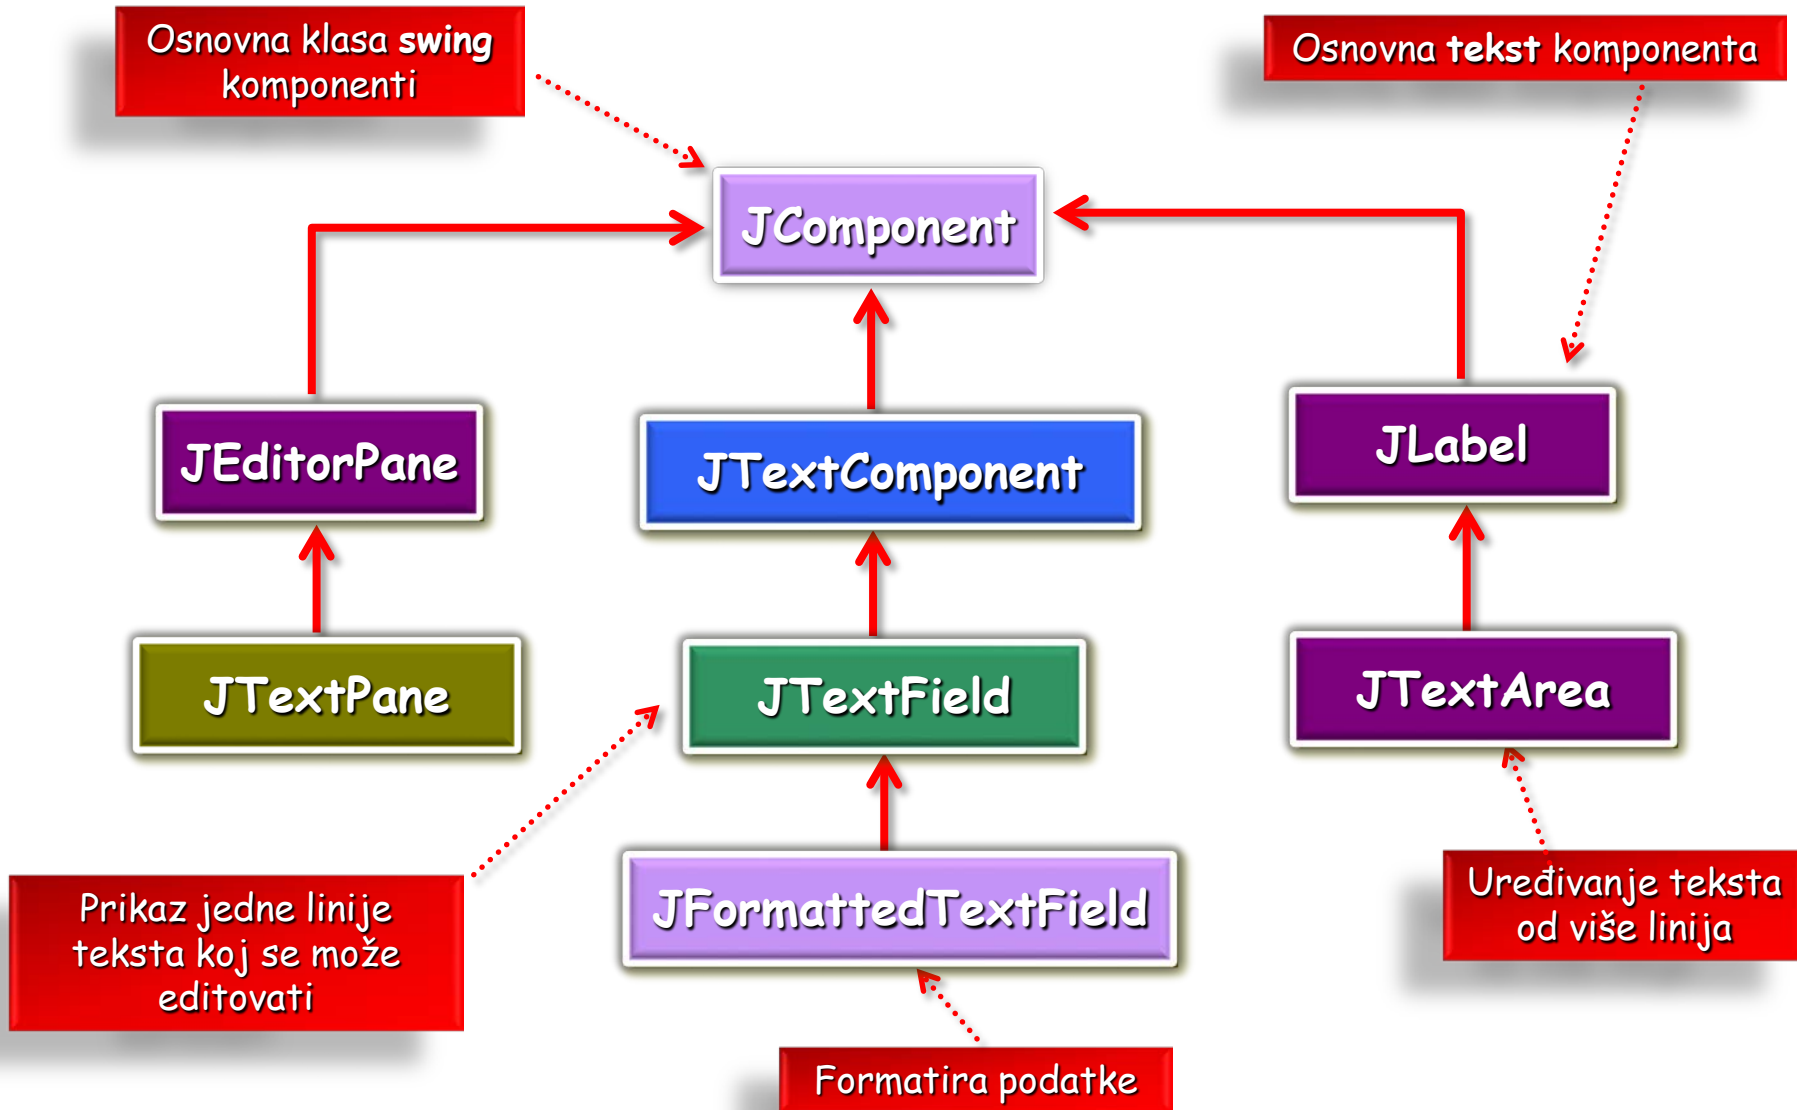 Osnovna klasa swing
komponenti
Osnovna tekst komponenta
JComponent
JEditorPane
JTextComponent
JLabel
JTextPane
JTextField
JTextArea
Prikaz jedne linije
teksta koj se može
editovati
JFormattedTextField
Uređivanje teksta
od više linija
Formatira podatke